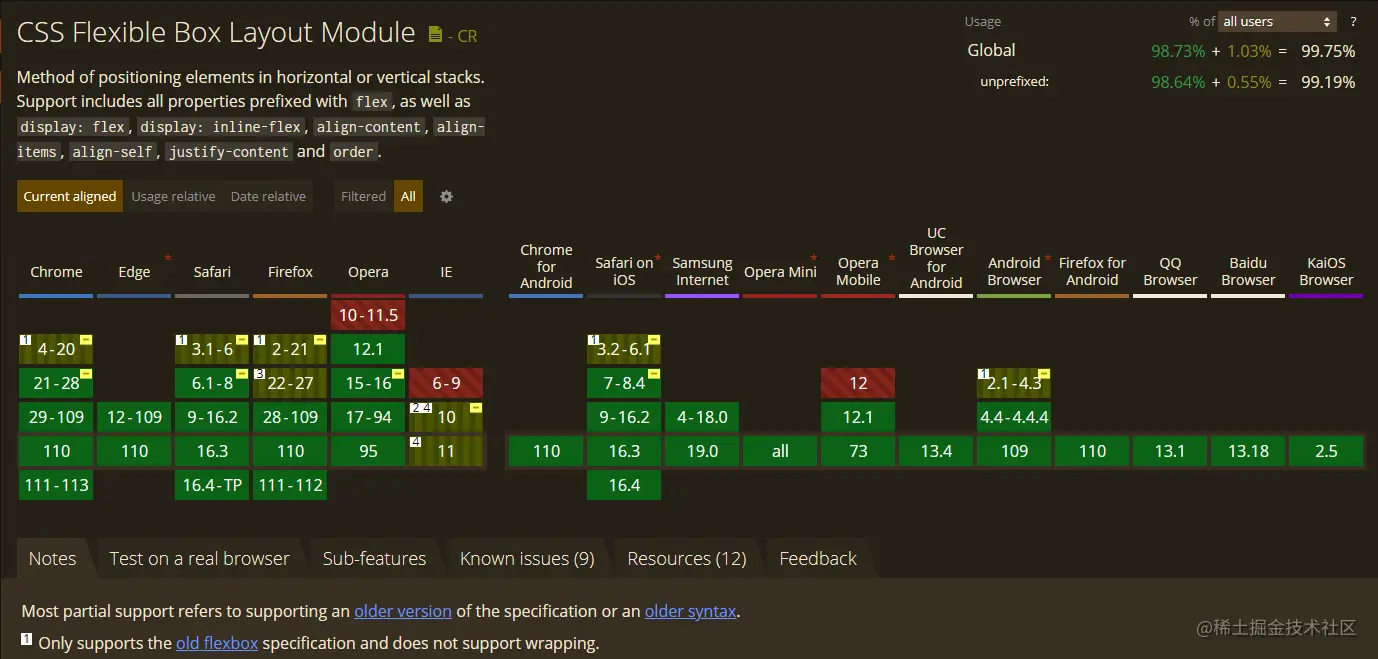 CSS Flexible Box Layout Module - CR
Usage % of all users ?
Global 98.73% + 1.03% = 99.75%
unprefixed: 98.64% + 0.55% = 99.19%
Method of positioning elements in horizontal or vertical stacks.
Support includes all properties prefixed with flex, as well as
display: flex, display: inline-flex, align-content, align-
items, align-self, justify-content and order.
Current aligned Usage relative Date relative Filtered All
Chrome Edge * Safari Firefox Opera IE Chrome for Android Safari on iOS * Samsung Internet Opera Mini * Opera Mobile * UC Browser for Android Android Browser * Firefox for Android QQ Browser Baidu Browser KaiOS Browser
10-11.5
1 4-20 1 3.1-6 1 2-21 12.1 1 3.2-6.1
21-28 6.1-8 3 22-27 15-16 6-9 7-8.4 12 1 2.1-4.3
29-109 12-109 9-16.2 28-109 17-94 2 4 10 9-16.2 4-18.0 12.1 4.4-4.4.4
110 110 16.3 110 95 4 11 110 16.3 19.0 all 73 13.4 109 110 13.1 13.18 2.5
111-113 16.4-TP 111-112 16.4
Notes Test on a real browser Sub-features Known issues (9) Resources (12) Feedback
Most partial support refers to supporting an older version of the specification or an older syntax.
1 Only supports the old flexbox specification and does not support wrapping.
@稀土掘金技术社区